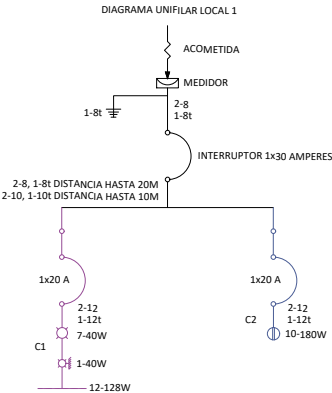 DIAGRAMA UNIFILAR LOCAL 1
ACOMETIDA
MEDIDOR
2-8
1-8t
1-8t
INTERRUPTOR 1x30 AMPERES
2-8, 1-8t DISTANCIA HASTA 20M
2-10, 1-10t DISTANCIA HASTA 10M
1x20 A
1x20 A
2-12
1-12t
2-12
1-12t
7-40W
C2
10-180W
C1
1-40W
12-128W